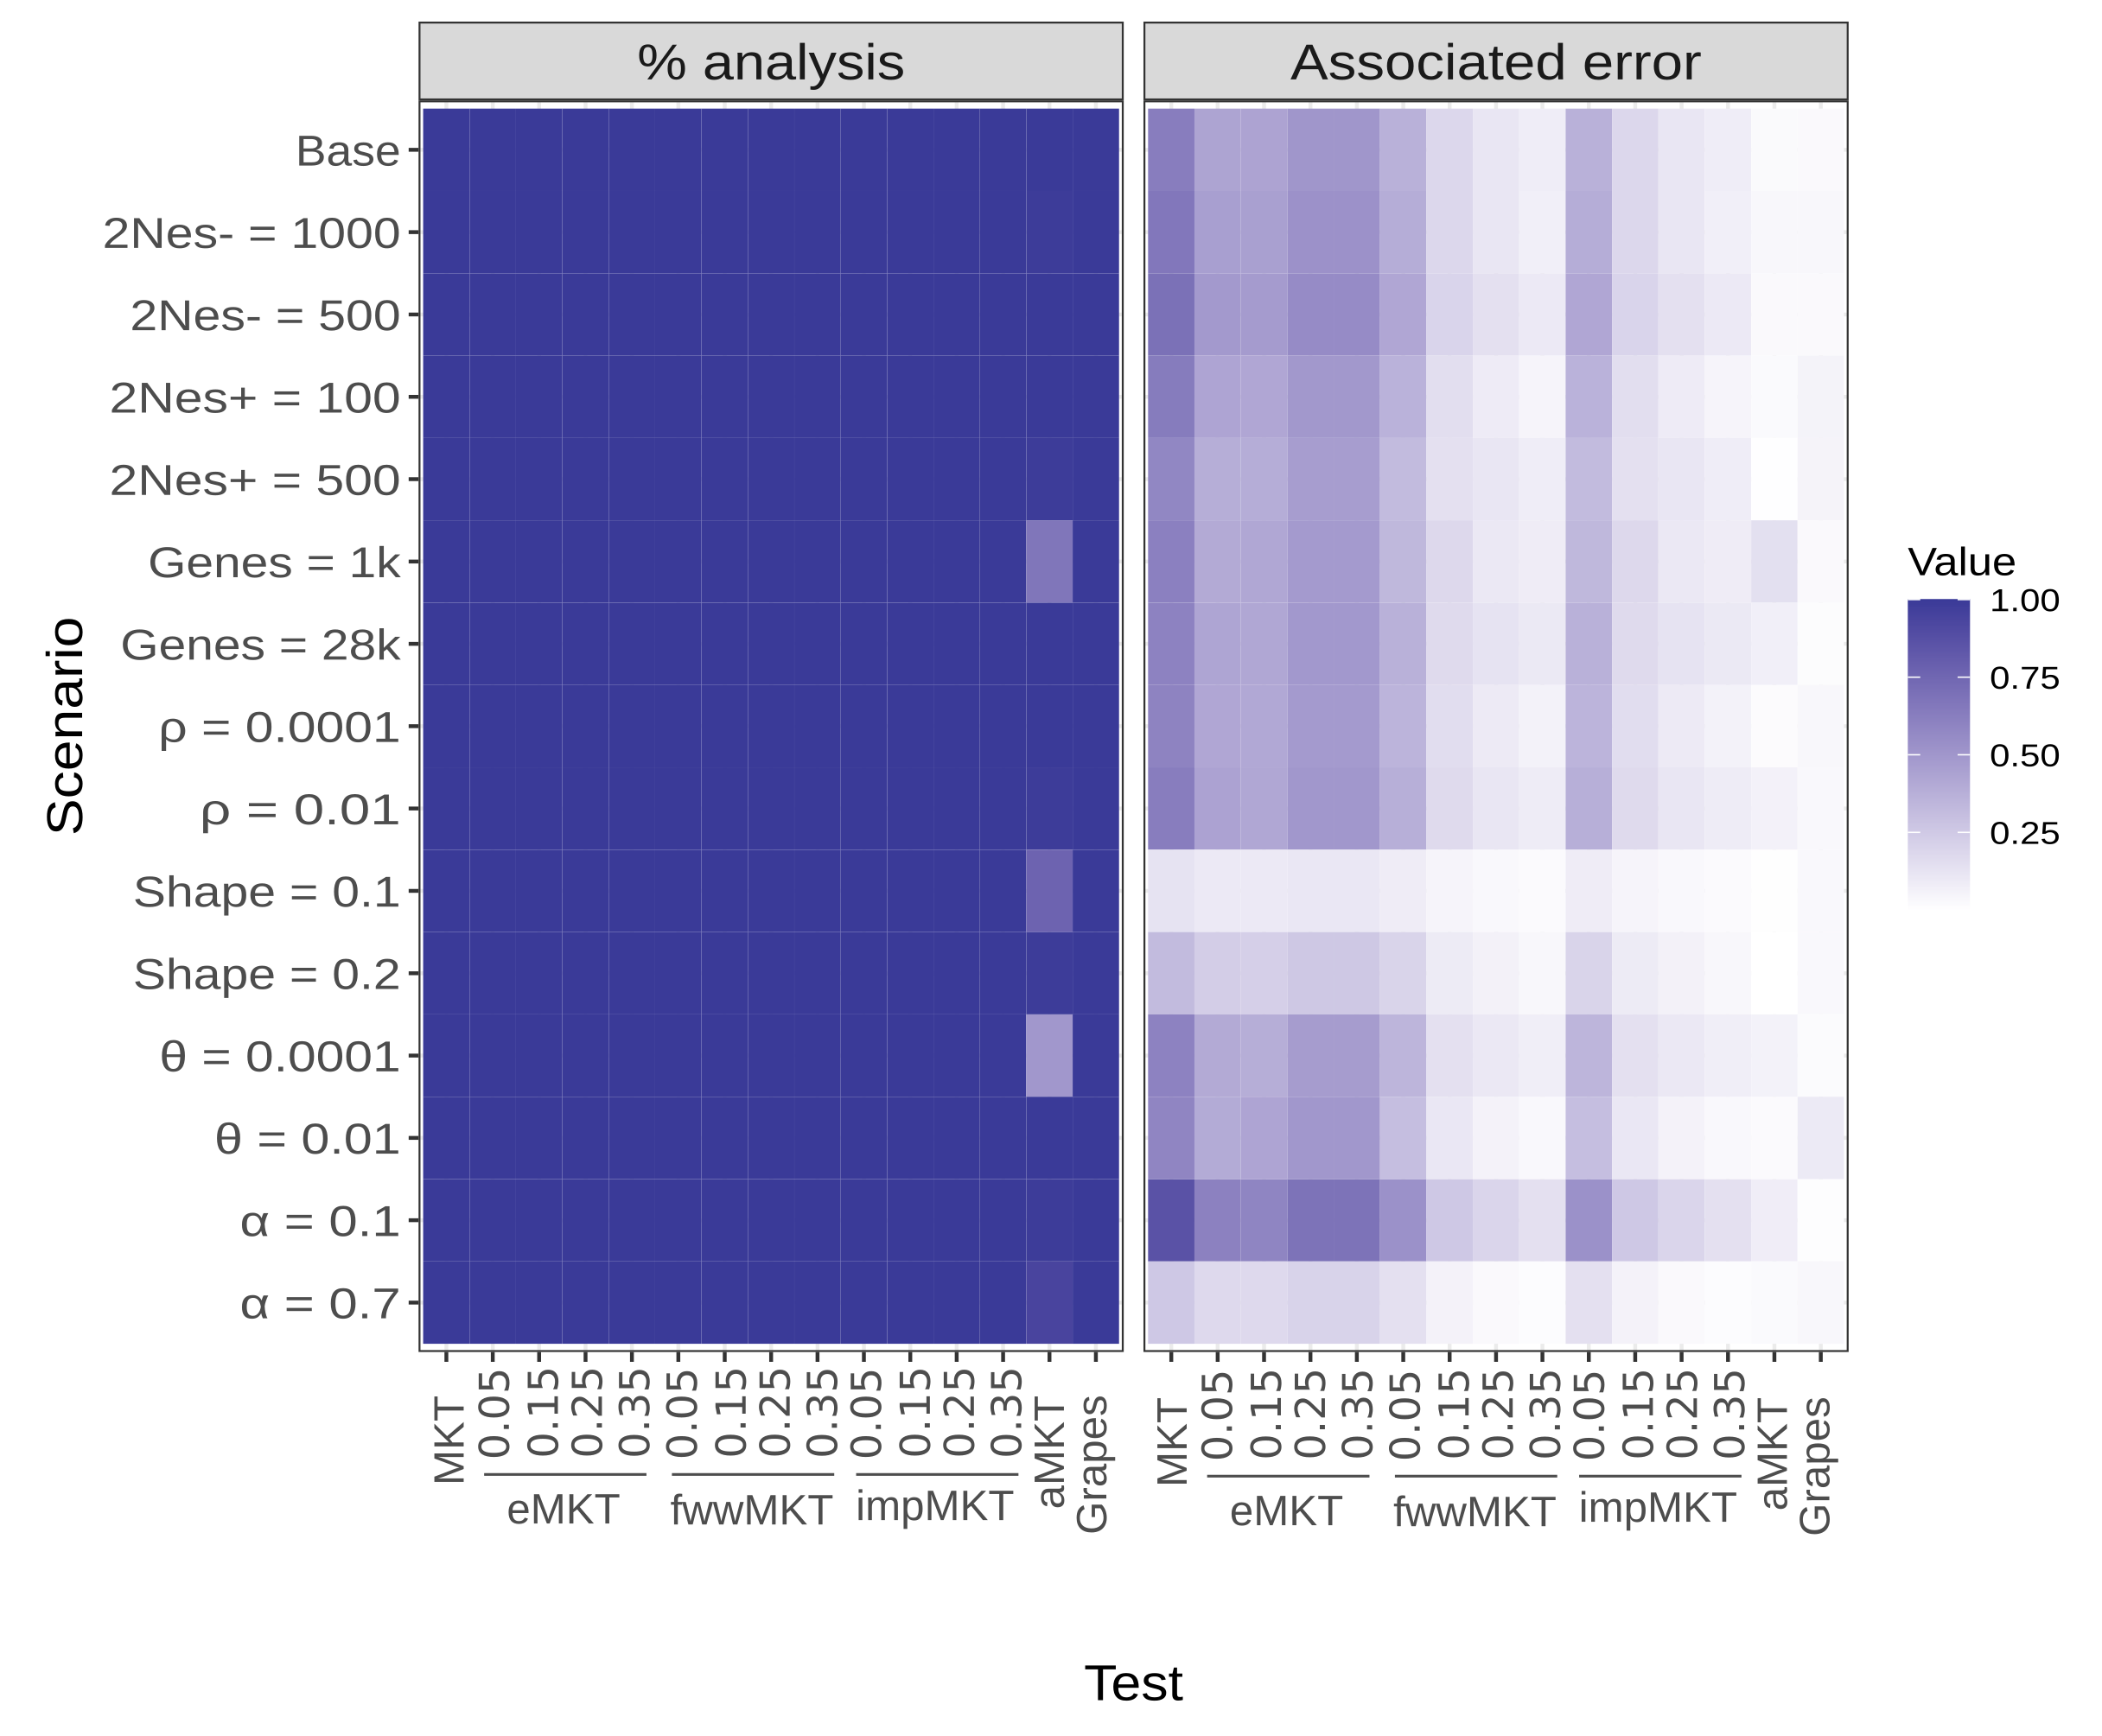 % analysis
Associated error
Scenario
Base
2Nes- = 1000
2Nes- = 500
2Nes+ = 100
2Nes+ = 500
Genes = 1k
Genes = 28k
ρ = 0.0001
ρ = 0.01
Shape = 0.1
Shape = 0.2
θ = 0.0001
θ = 0.01
α = 0.1
α = 0.7
MKT
0.05
0.15
0.25
0.35
0.05
0.15
0.25
0.35
0.05
0.15
0.25
0.35
aMKT
Grapes
eMKT
fwwMKT
impMKT
MKT
0.05
0.15
0.25
0.35
0.05
0.15
0.25
0.35
0.05
0.15
0.25
0.35
aMKT
Grapes
eMKT
fwwMKT
impMKT
Test
Value
1.00
0.75
0.50
0.25